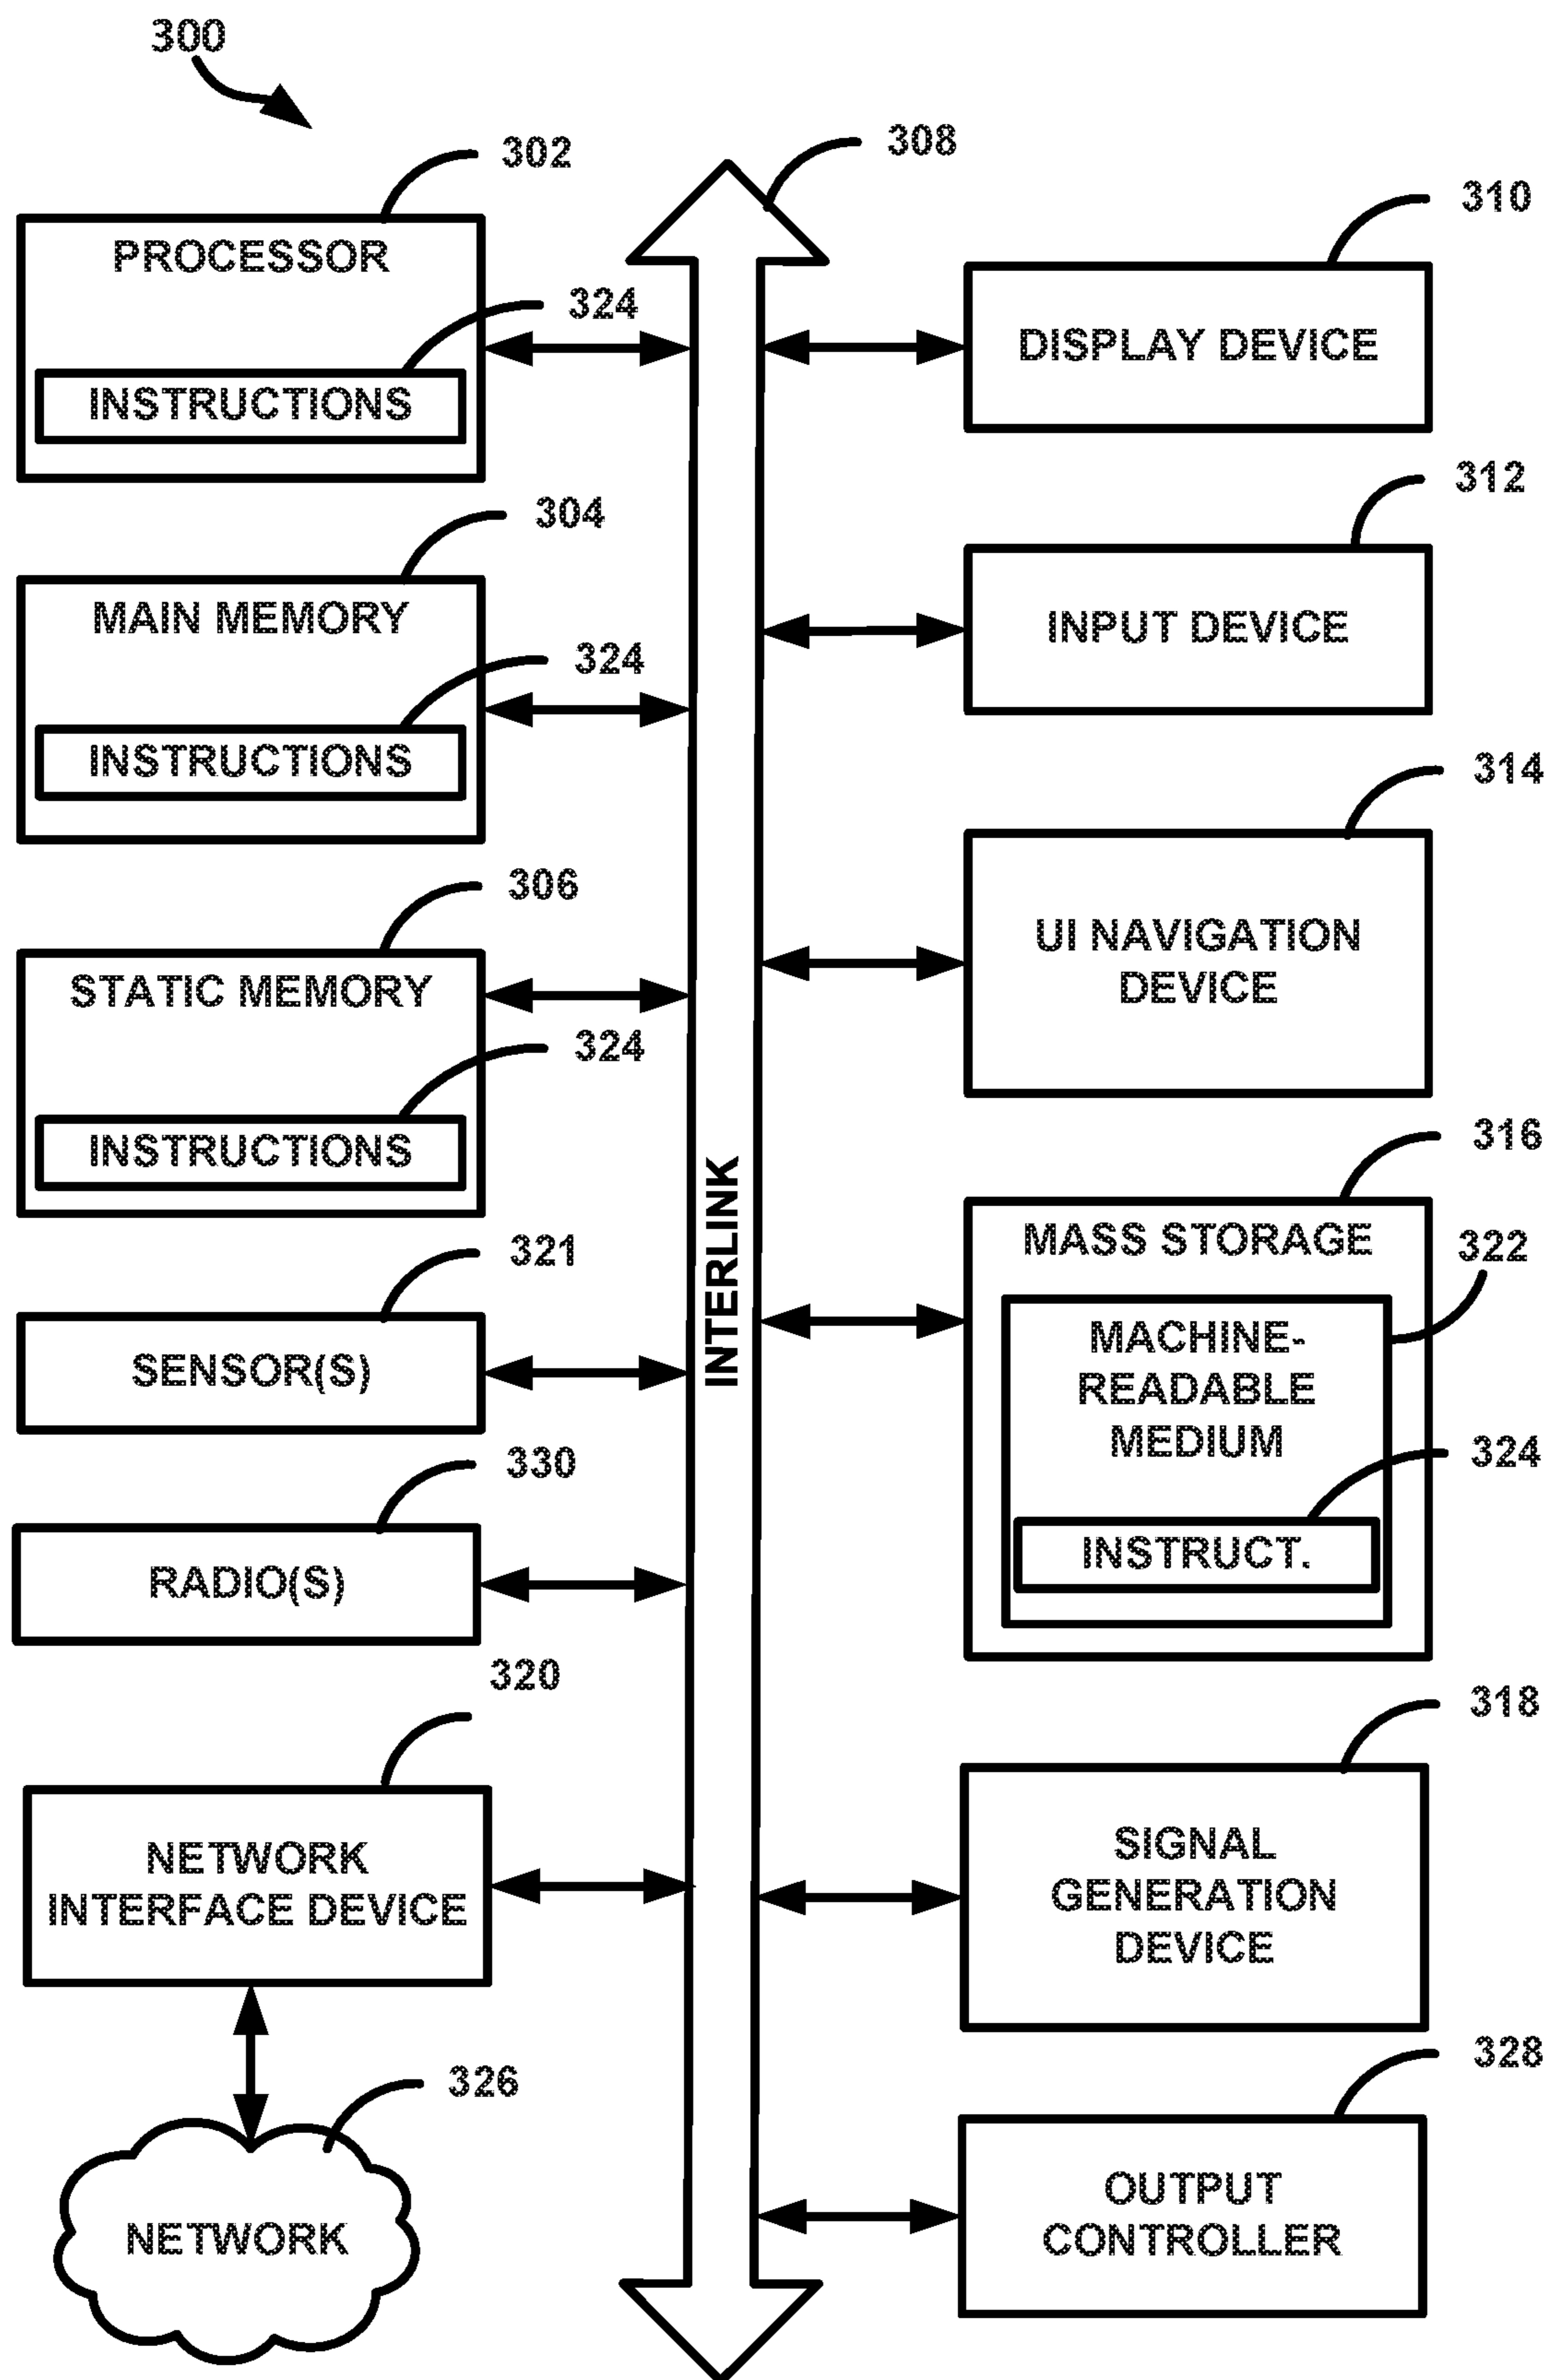 300
302
PROCESSOR
324
INSTRUCTIONS
304
MAIN MEMORY
324
INSTRUCTIONS
306
STATIC MEMORY
324
INSTRUCTIONS
321
SENSOR(S)
330
RADIO(S)
320
NETWORK
INTERFACE DEVICE
326
NETWORK
308
INTERLINK
310
DISPLAY DEVICE
312
INPUT DEVICE
314
UI NAVIGATION
DEVICE
316
MASS STORAGE
322
MACHINE-
READABLE
MEDIUM
324
INSTRUCT.
318
SIGNAL
GENERATION
DEVICE
328
OUTPUT
CONTROLLER